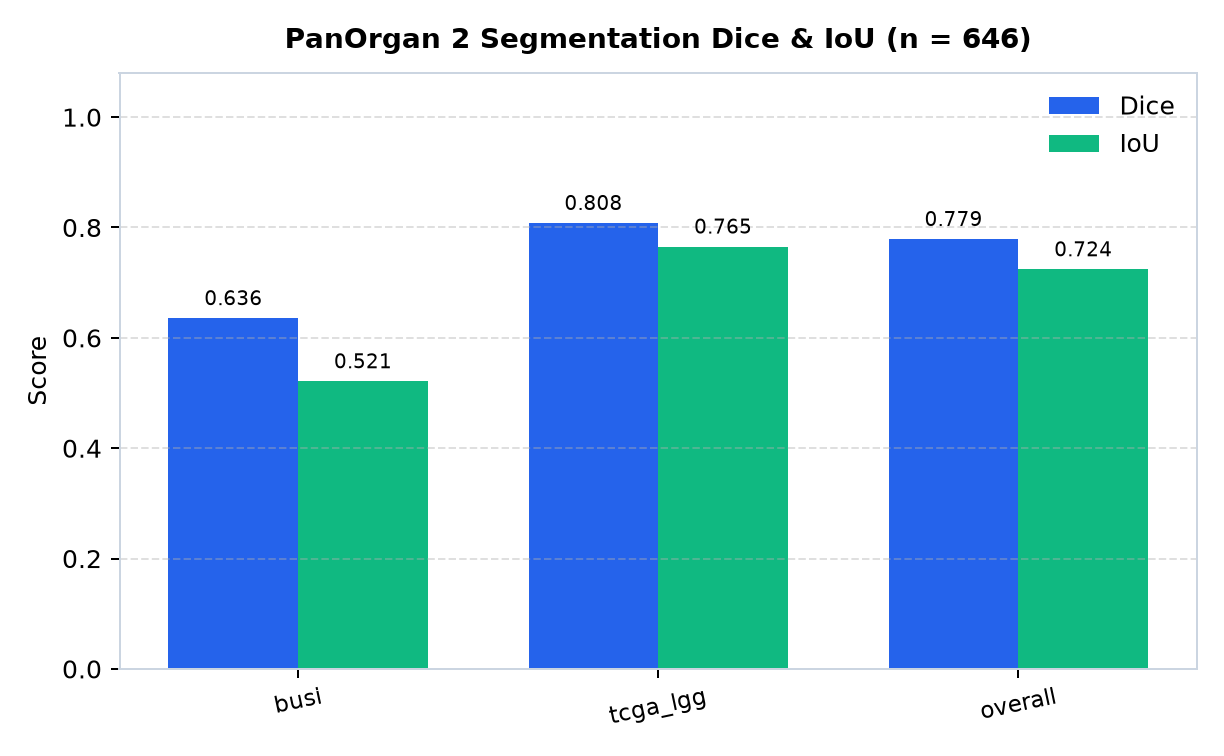 PanOrgan 2 Segmentation Dice & IoU (n = 646)
Dice
IoU
Score
1.0
0.8
0.6
0.4
0.2
0.0
0.636
0.521
0.808
0.765
0.779
0.724
busi
tcga_lgg
overall